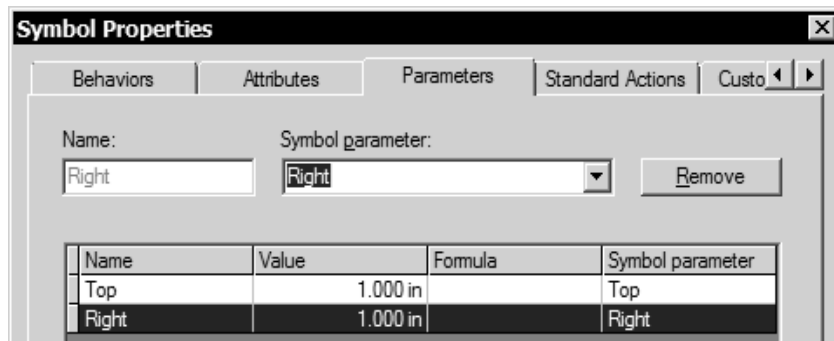 Symbol Properties
Behaviors Attributes Parameters Standard Actions Custo
Name: Symbol parameter:
Right Right Remove
Name Value Formula Symbol parameter
Top 1.000 in Top
Right 1.000 in Right